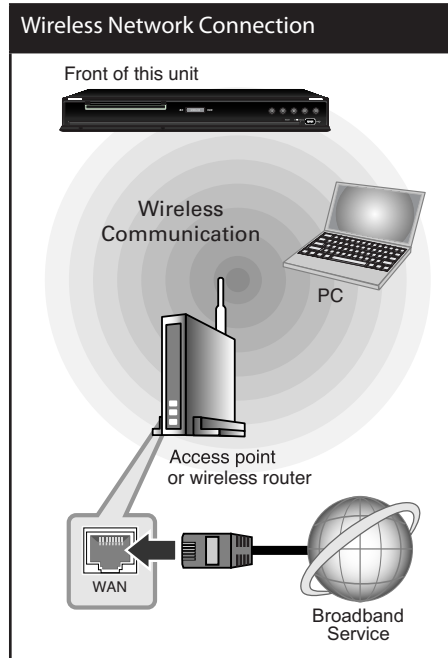 Wireless Network Connection
Front of this unit
Wireless
Communication
PC
Access point
or wireless router
WAN
Broadband
Service